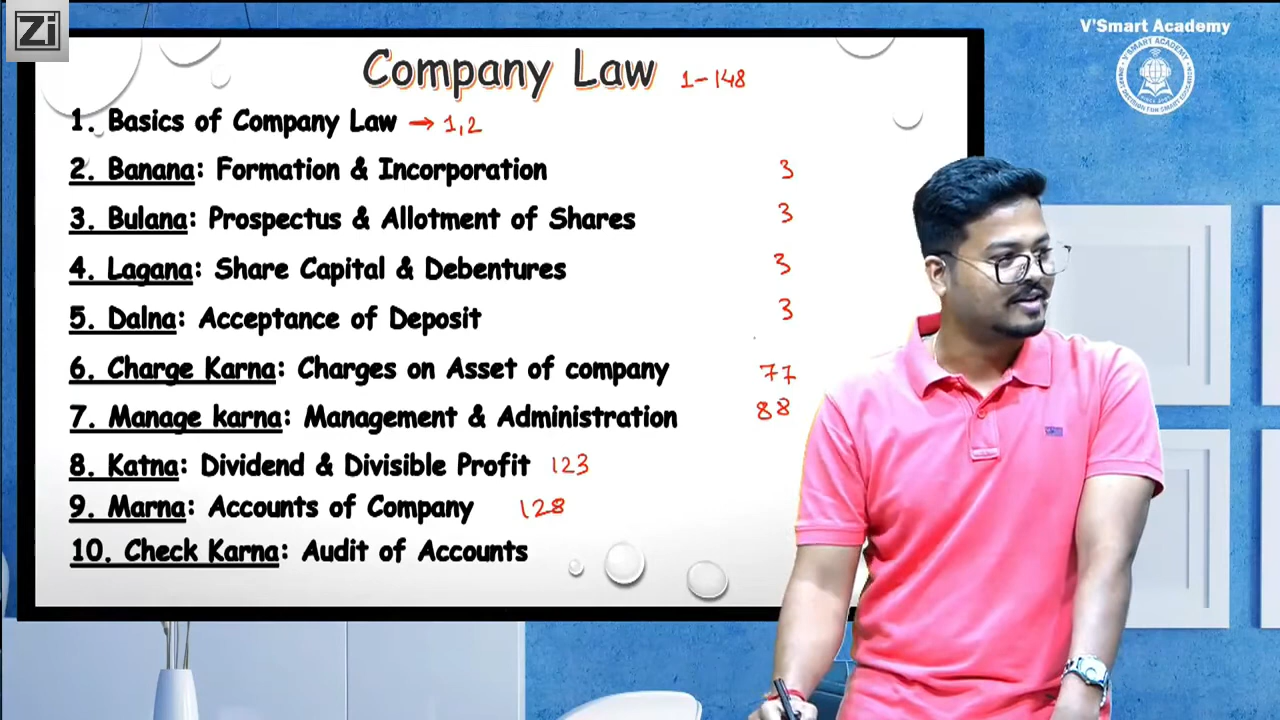 Zi
V'Smart Academy
V'SMART ACADEMY
Company Law 1-148
1. Basics of Company Law → 1,2
2. Banana: Formation & Incorporation 3
3. Bulana: Prospectus & Allotment of Shares 3
4. Lagana: Share Capital & Debentures 3
5. Dalna: Acceptance of Deposit 3
6. Charge Karna: Charges on Asset of company 77
7. Manage karna: Management & Administration 88
8. Katna: Dividend & Divisible Profit 123
9. Marna: Accounts of Company 128
10. Check Karna: Audit of Accounts